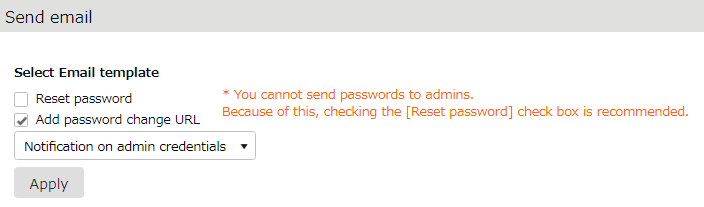 Send email
Select Email template
Reset password
Add password change URL
* You cannot send passwords to admins.
Because of this, checking the [Reset password] check box is recommended.
Notification on admin credentials
Apply